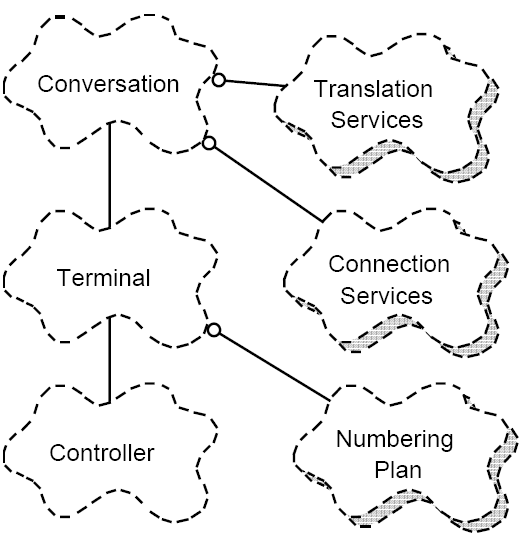 Conversation
Translation
Services
Terminal
Connection
Services
Controller
Numbering
Plan